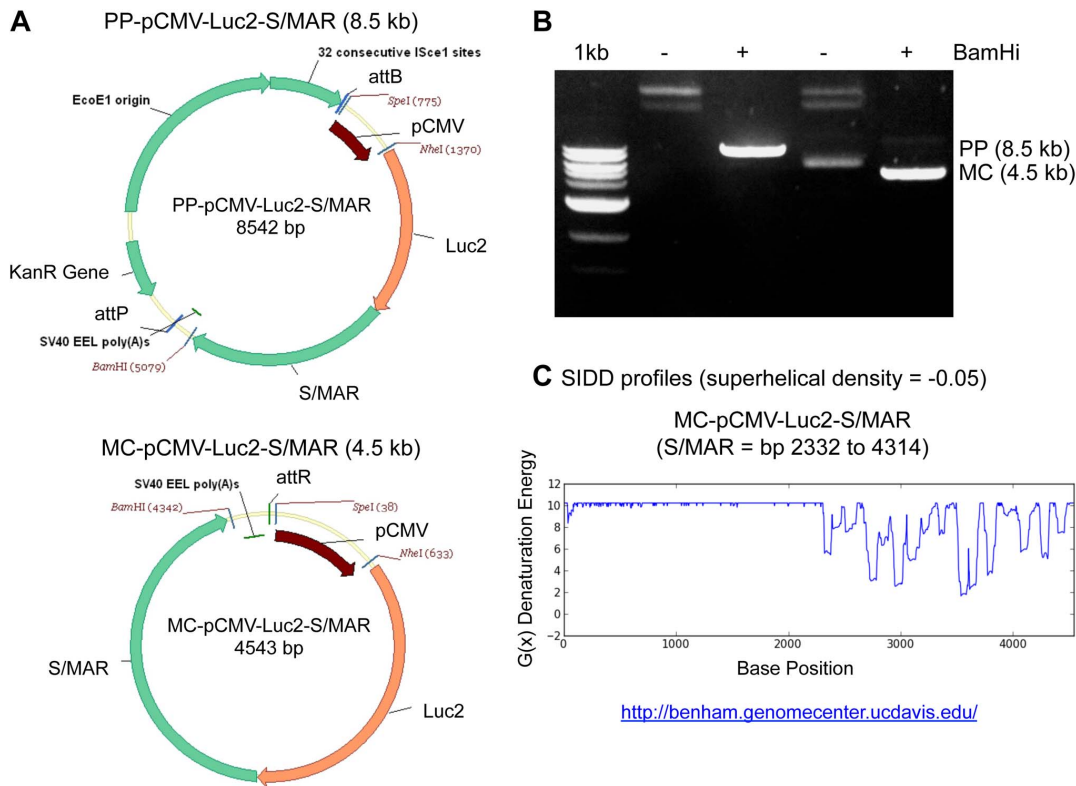 A
PP-pCMV-Luc2-S/MAR (8.5 kb)
32 consecutive ISce1 sites
attB
SpeI (775)
EcoE1 origin
pCMV
NheI (1370)
PP-pCMV-Luc2-S/MAR
8542 bp
Luc2
KanR Gene
attP
SV40 EEL poly(A)s
BamHI (5079)
S/MAR
MC-pCMV-Luc2-S/MAR (4.5 kb)
SV40 EEL poly(A)s
attR
BamHI (4342)
SpeI (38)
pCMV
NheI (633)
MC-pCMV-Luc2-S/MAR
4543 bp
S/MAR
Luc2
B
1kb - + - + BamHi
PP (8.5 kb)
MC (4.5 kb)
C SIDD profiles (superhelical density = -0.05)
MC-pCMV-Luc2-S/MAR
(S/MAR = bp 2332 to 4314)
G(x) Denaturation Energy
12
10
8
6
4
2
0
−2
0 1000 2000 3000 4000
Base Position
http://benham.genomecenter.ucdavis.edu/